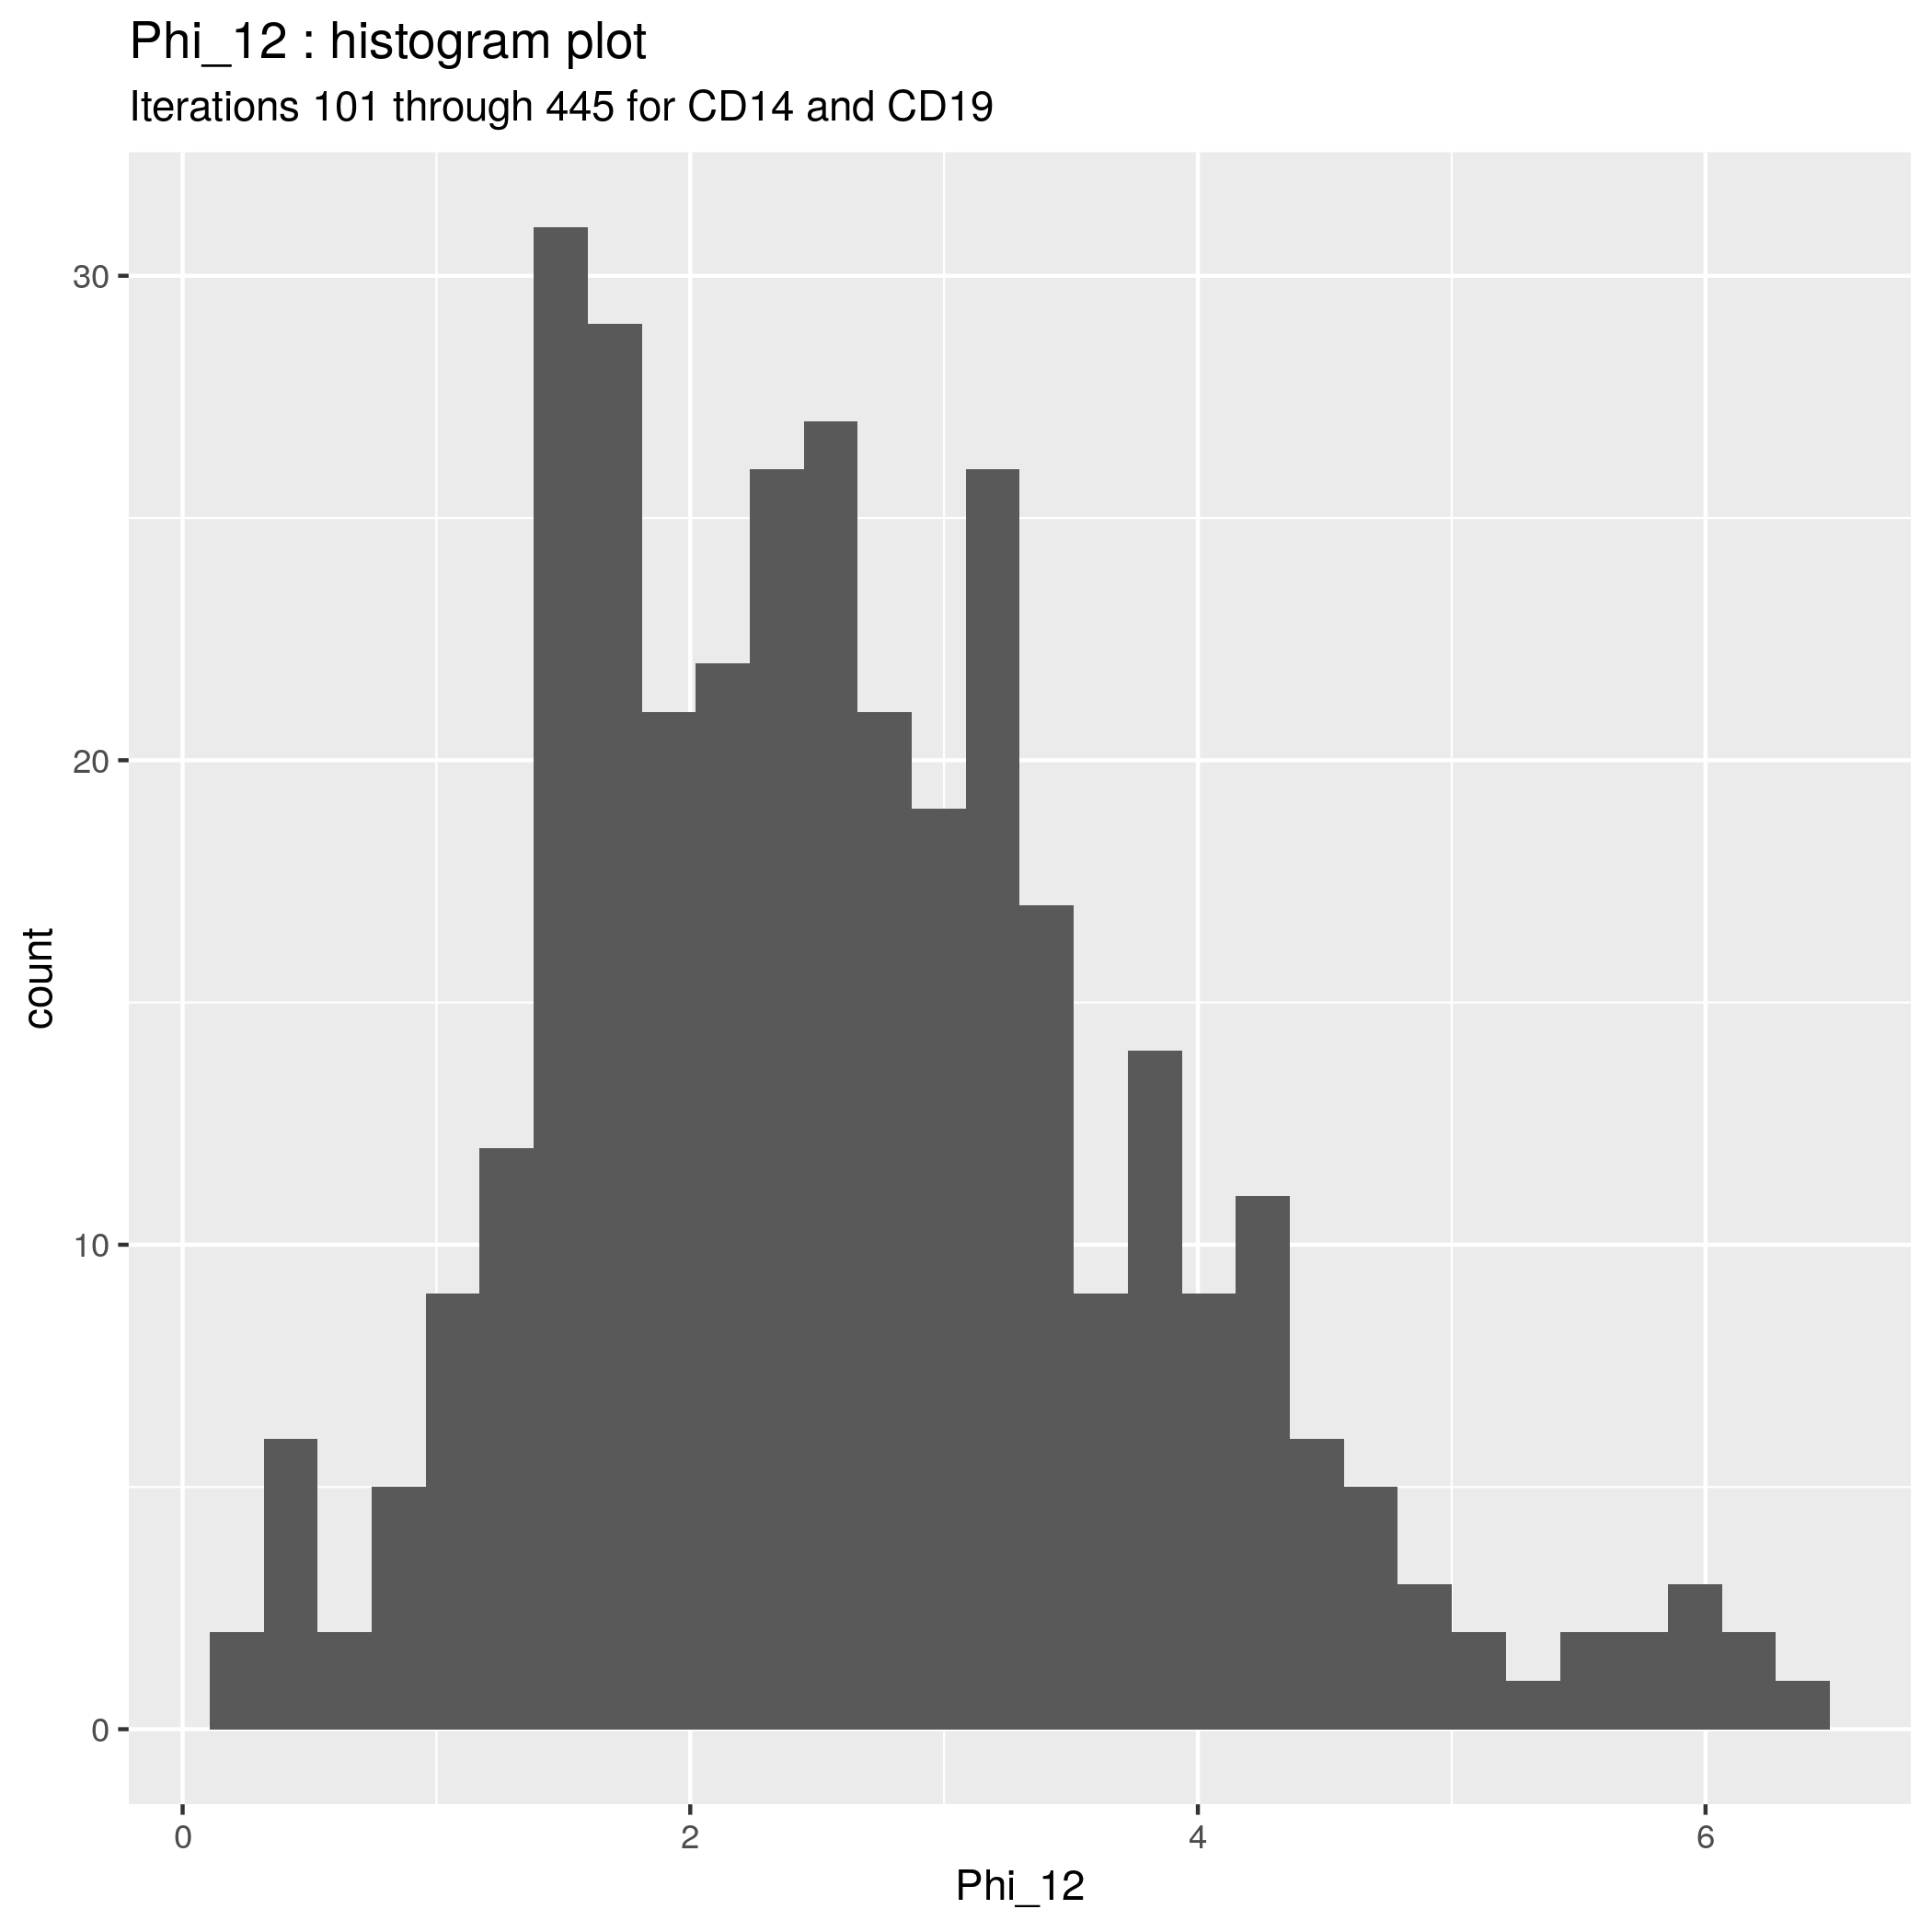 Phi_12 : histogram plot
Iterations 101 through 445 for CD14 and CD19
30
20
10
0
count
0 2 4 6
Phi_12